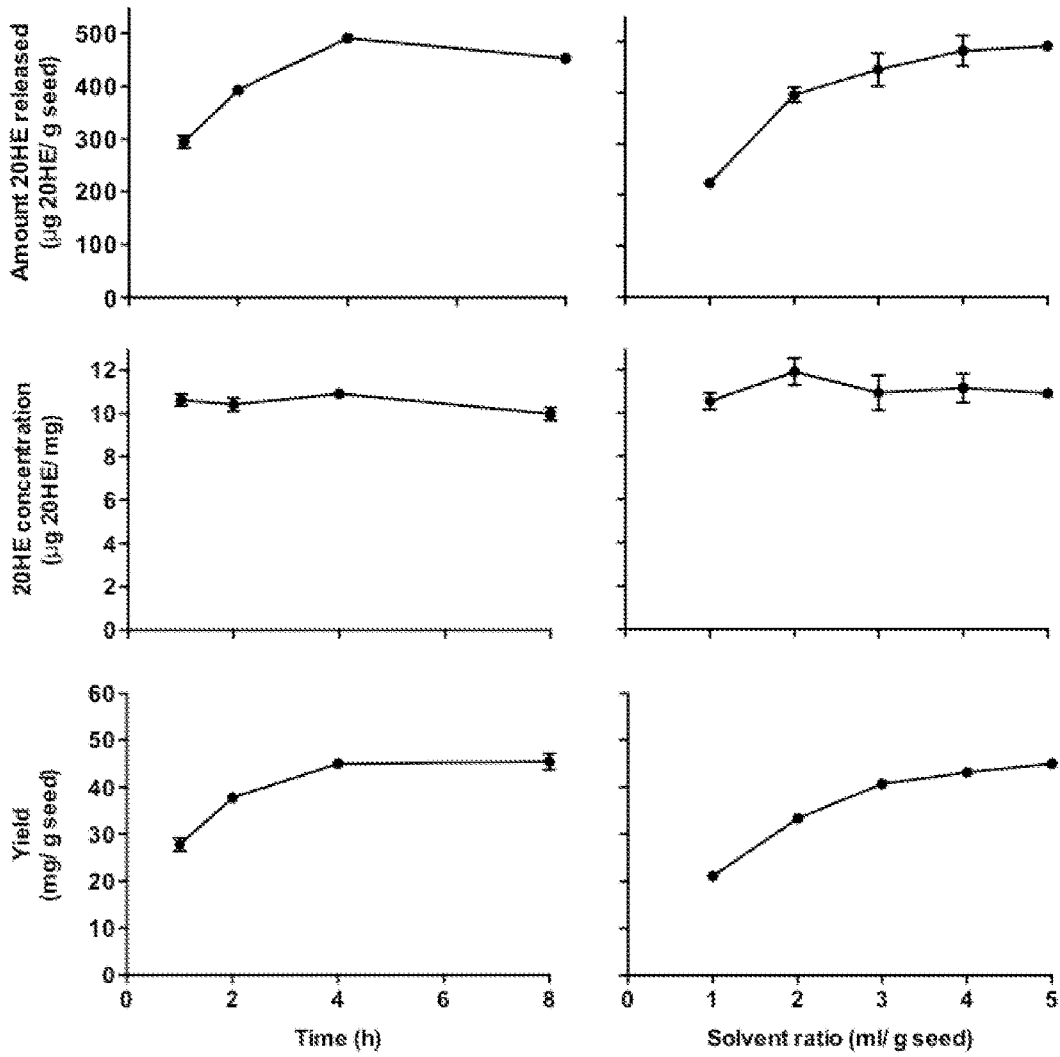 Amount 20HE released
(μg 20HE/ g seed)
500
400
300
200
100
0
20HE concentration
(μg 20HE/ mg)
12
10
8
6
4
2
0
Yield
(mg/ g seed)
60
50
40
30
20
10
0
0 2 4 6 8
Time (h)
0 1 2 3 4 5
Solvent ratio (ml/ g seed)